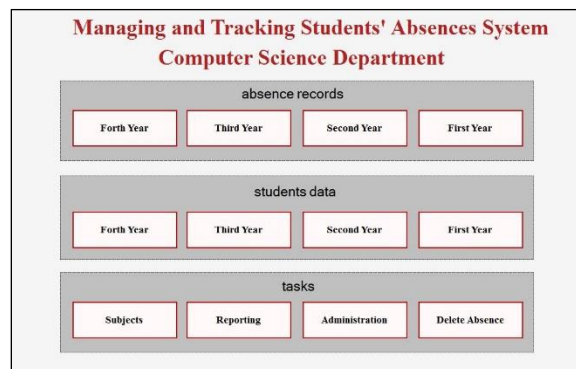 Managing and Tracking Students' Absences System
Computer Science Department
absence records
Forth Year Third Year Second Year First Year
students data
Forth Year Third Year Second Year First Year
tasks
Subjects Reporting Administration Delete Absence